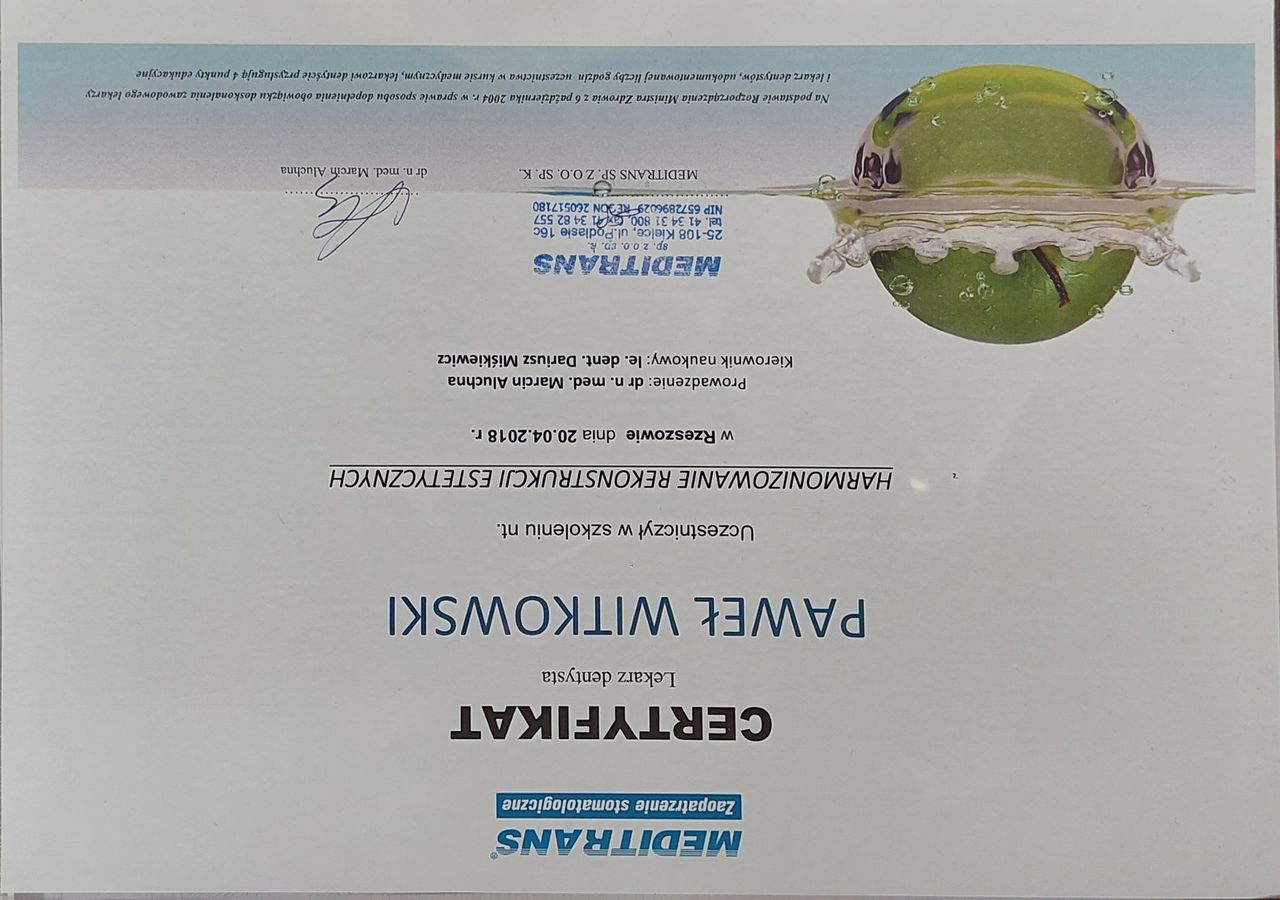 MEDITRANS®
Zaopatrzenie stomatologiczne
CERTYFIKAT
Lekarz dentysta
PAWEŁ WITKOWSKI
Uczestniczył w szkoleniu nt.
HARMONIZOWANIE REKONSTRUKCJI ESTETYCZNYCH
w Rzeszowie dnia 20.04.2018 r.
Prowadzenie: dr n. med. Marcin Aluchna
Kierownik naukowy: le. dent. Dariusz Miśkiewicz
MEDITRANS
sp. z o.o. sp. k.
25-108 Kielce, ul. Podlasie 16c
tel. 41 34 31 800, fax 41 34 82 557
NIP 6572896029 REGON 260517180
MEDITRANS SP. Z O.O. SP. K.
dr n. med. Marcin Aluchna
Na podstawie Rozporządzenia Ministra Zdrowia z 6 października 2004 r. w sprawie sposobu dopełnienia obowiązku doskonalenia zawodowego lekarzy
i lekarz dentystów, udokumentowanej liczby godzin uczestnictwa w kursie medycznym, lekarzowi dentyście przysługują 4 punkty edukacyjne